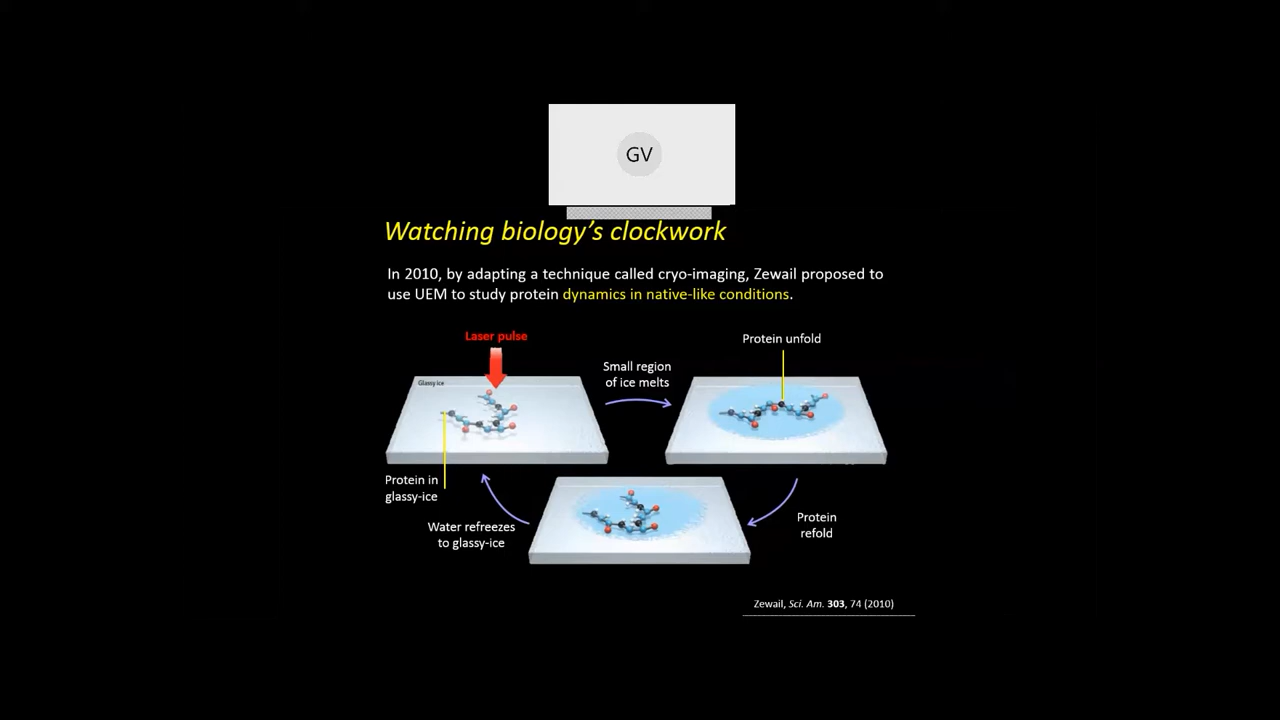 GV
Watching biology's clockwork
In 2010, by adapting a technique called cryo-imaging, Zewail proposed to
use UEM to study protein dynamics in native-like conditions.
Laser pulse
Protein unfold
Small region
of ice melts
Glassy ice
Protein in
glassy-ice
Water refreezes
to glassy-ice
Protein
refold
Zewail, Sci. Am. 303, 74 (2010)